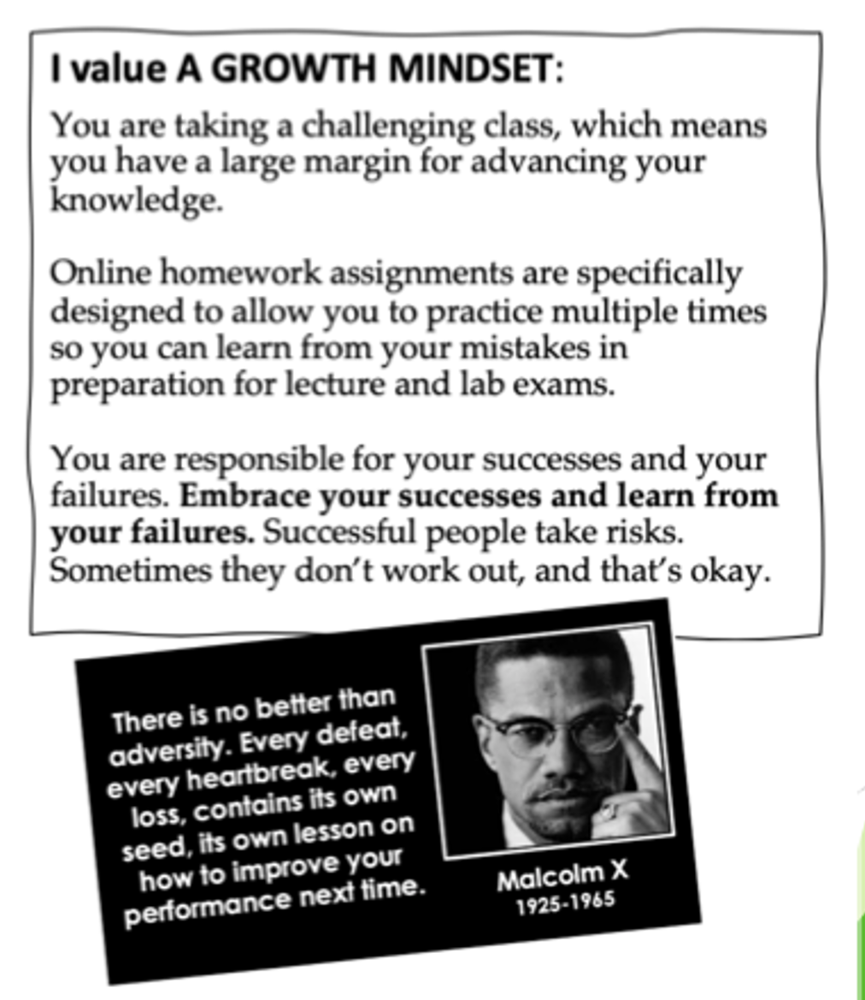 I value A GROWTH MINDSET:
You are taking a challenging class, which means
you have a large margin for advancing your
knowledge.
Online homework assignments are specifically
designed to allow you to practice multiple times
so you can learn from your mistakes in
preparation for lecture and lab exams.
You are responsible for your successes and your
failures. Embrace your successes and learn from
your failures. Successful people take risks.
Sometimes they don't work out, and that's okay.
There is no better than
adversity. Every defeat,
every heartbreak, every
loss, contains its own
seed, its own lesson on
how to improve your
performance next time.
Malcolm X
1925-1965